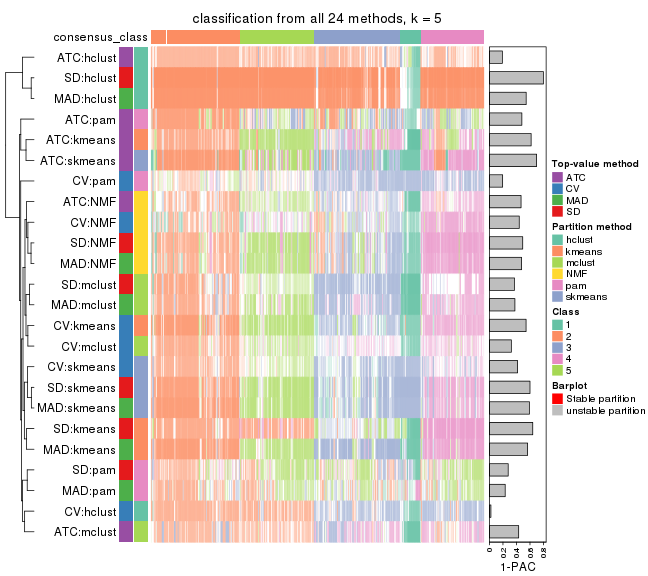 classification from all 24 methods, k = 5
consensus_class
ATC:hclust
SD:hclust
MAD:hclust
ATC:pam
ATC:kmeans
ATC:skmeans
CV:pam
ATC:NMF
CV:NMF
SD:NMF
MAD:NMF
SD:mclust
MAD:mclust
CV:kmeans
CV:mclust
CV:skmeans
SD:skmeans
MAD:skmeans
SD:kmeans
MAD:kmeans
SD:pam
MAD:pam
CV:hclust
ATC:mclust
0
0.2
0.4
0.6
0.8
1-PAC
Top-value method
ATC
CV
MAD
SD
Partition method
hclust
kmeans
mclust
NMF
pam
skmeans
Class
1
2
3
4
5
Barplot
Stable partition
unstable partition